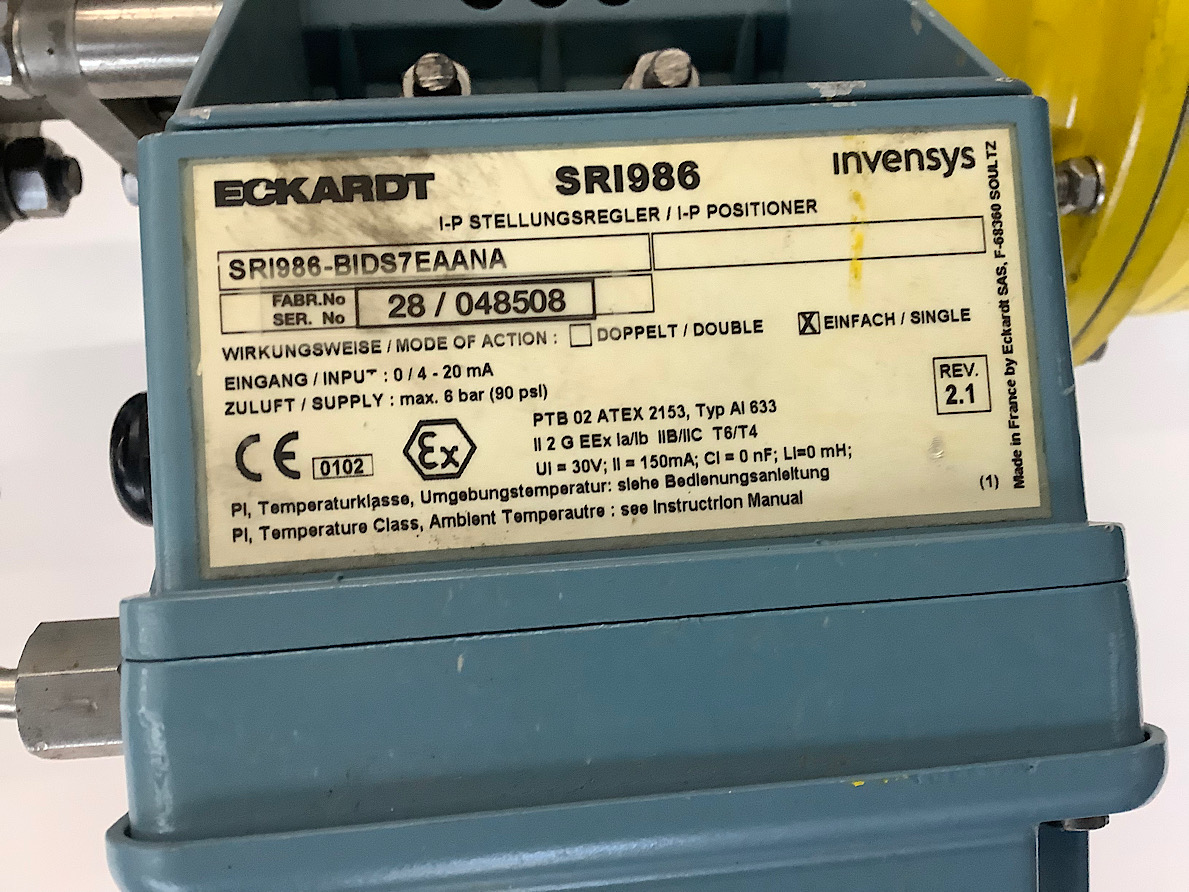 ECKARDT
SRI986
invensys
I-P STELLUNGSREGLER / I-P POSITIONER
SRI986-BIDS7EAANA
FABR.No
SER. No
28 / 048508
WIRKUNGSWEISE / MODE OF ACTION : DOPPELT / DOUBLE X EINFACH / SINGLE
EINGANG / INPUT : 0 / 4 - 20 mA
ZULUFT / SUPPLY : max. 6 bar (90 psi)
REV.
2.1
CE 0102
Ex
PTB 02 ATEX 2153, Typ AI 633
II 2 G EEx ia/ib IIB/IIC T6/T4
UI = 30V; II = 150mA; CI = 0 nF; LI=0 mH;
PI, Temperaturklasse, Umgebungstemperatur: siehe Bedienungsanleitung
PI, Temperature Class, Ambient Temperautre : see Instructrion Manual
(1)
Made in France by Eckardt SAS, F-68360 SOULTZ